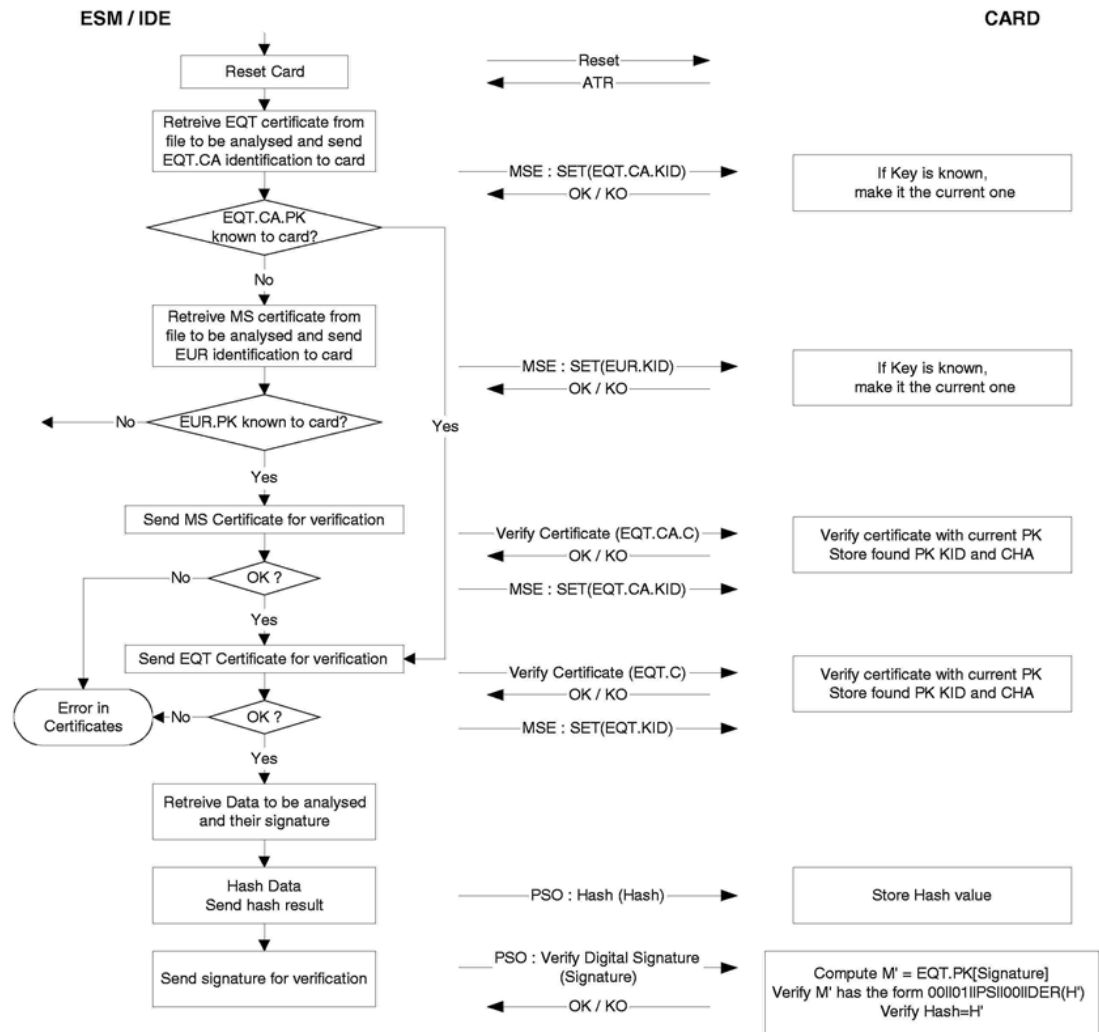 ESM / IDE
CARD
Reset Card
Reset
ATR
Retreive EQT certificate from
file to be analysed and send
EQT.CA identification to card
MSE : SET(EQT.CA.KID)
OK / KO
If Key is known,
make it the current one
EQT.CA.PK
known to card?
No
Retreive MS certificate from
file to be analysed and send
EUR identification to card
MSE : SET(EUR.KID)
OK / KO
If Key is known,
make it the current one
No
EUR.PK known to card?
Yes
Yes
Send MS Certificate for verification
Verify Certificate (EQT.CA.C)
OK / KO
Verify certificate with current PK
Store found PK KID and CHA
No
OK ?
MSE : SET(EQT.CA.KID)
Yes
Send EQT Certificate for verification
Verify Certificate (EQT.C)
OK / KO
Verify certificate with current PK
Store found PK KID and CHA
Error in
Certificates
No
OK ?
MSE : SET(EQT.KID)
Yes
Retreive Data to be analysed
and their signature
Hash Data
Send hash result
PSO : Hash (Hash)
Store Hash value
Send signature for verification
PSO : Verify Digital Signature
(Signature)
OK / KO
Compute M' = EQT.PK[Signature]
Verify M' has the form 00II01IIPSII00IIDER(H')
Verify Hash=H'